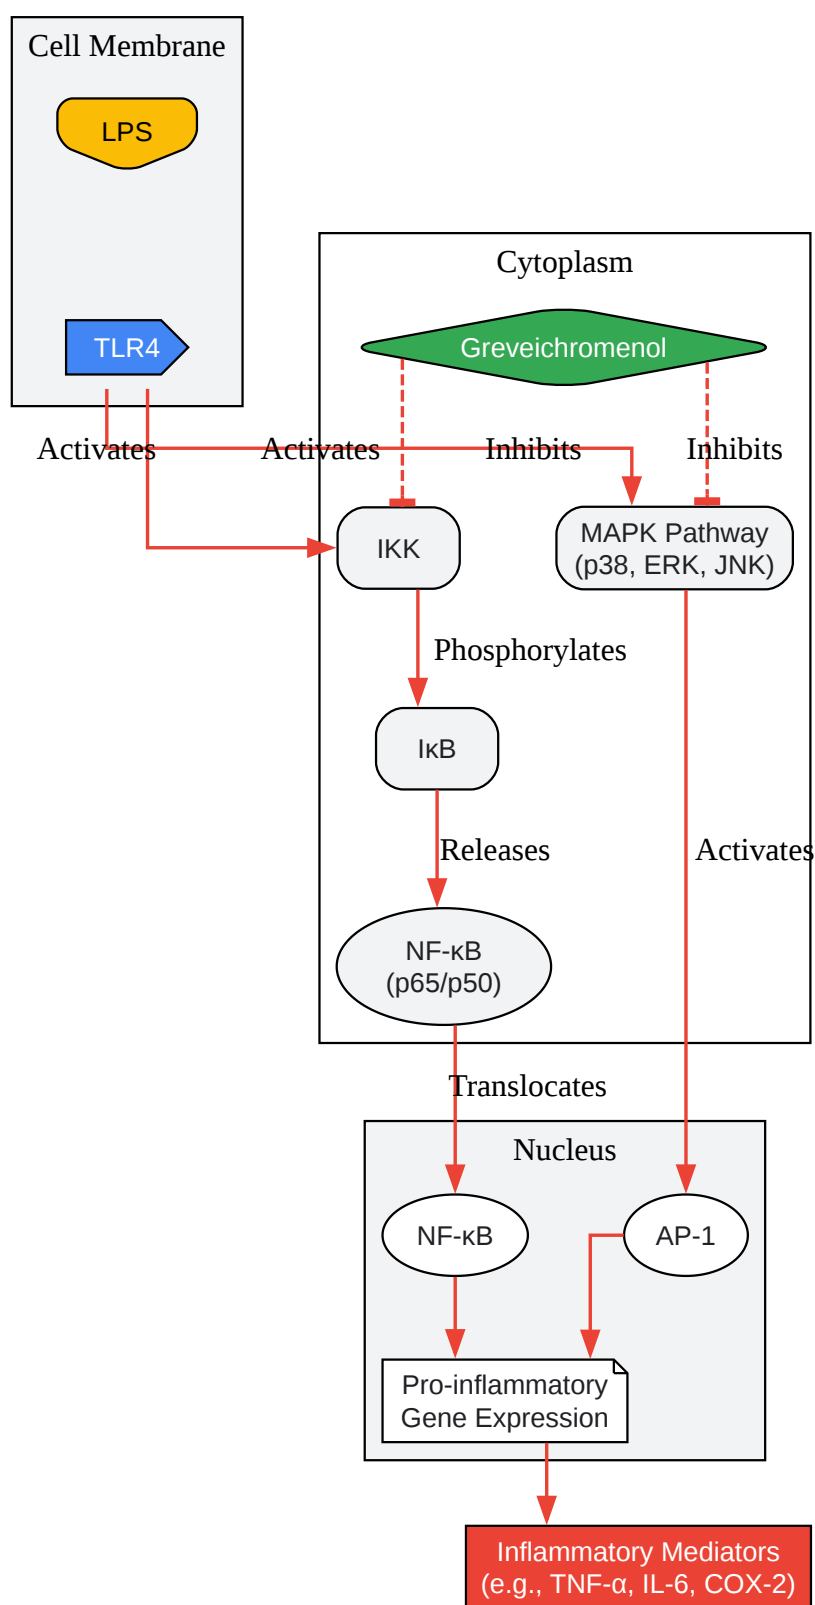 Cell Membrane
LPS
TLR4
Cytoplasm
Greveichromenol
Activates
Activates
Inhibits
Inhibits
IKK
MAPK Pathway
(p38, ERK, JNK)
Phosphorylates
IκB
Releases
Activates
NF-κB
(p65/p50)
Translocates
Nucleus
NF-κB
AP-1
Pro-inflammatory
Gene Expression
Inflammatory Mediators
(e.g., TNF-α, IL-6, COX-2)